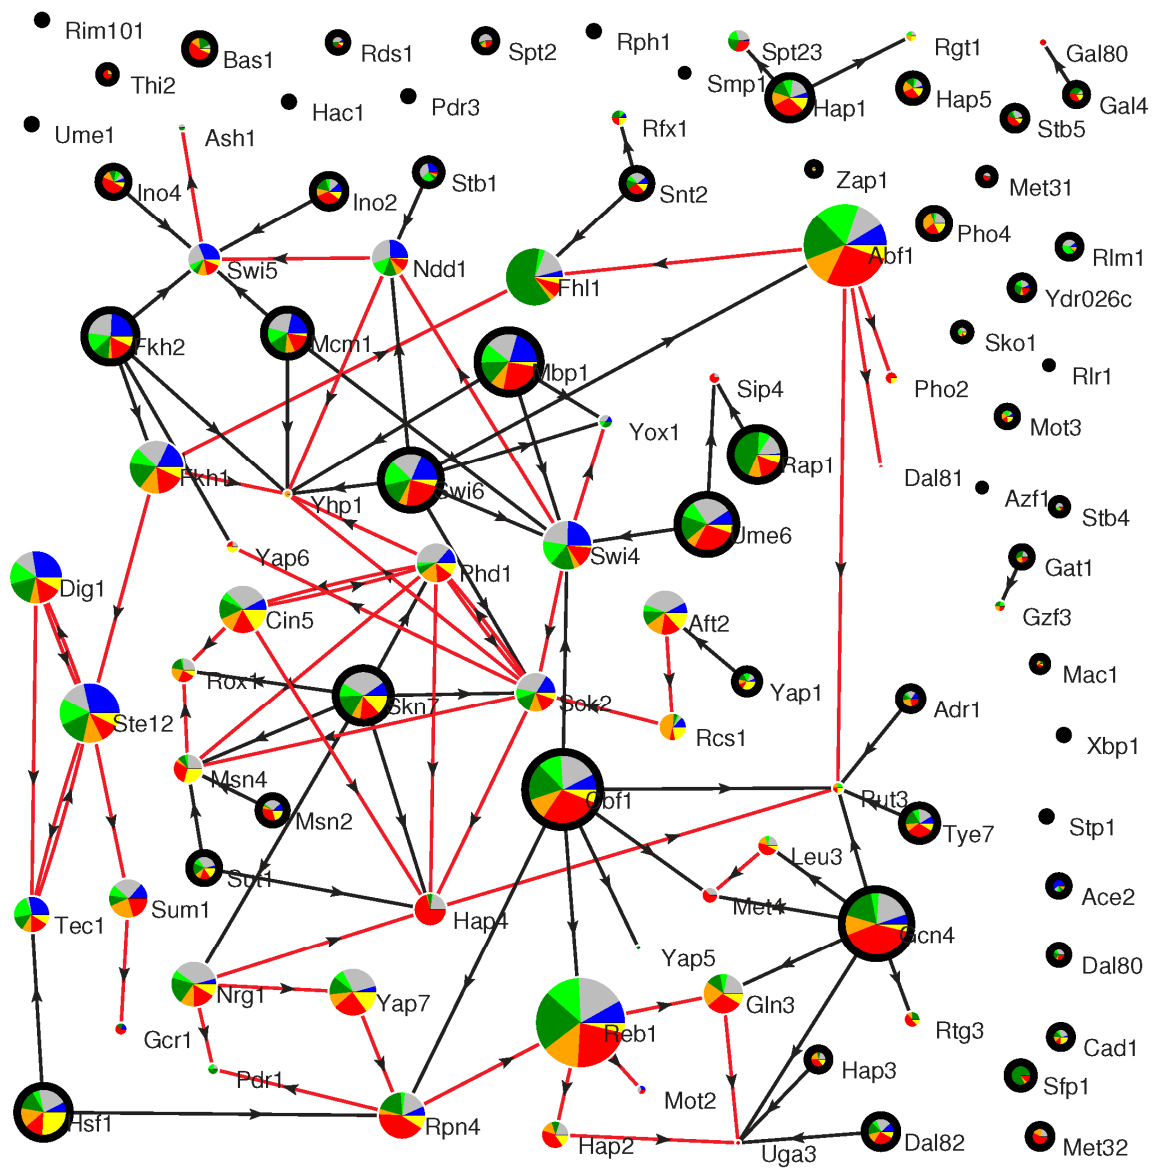 Rim101
Bas1
Rds1
Spt2
Rph1
Spt23
Rgt1
Gal80
Thi2
Smp1
Hap1
Hap5
Gal4
Hac1
Pdr3
Stb5
Ume1
Ash1
Rfx1
Ino4
Ino2
Stb1
Snt2
Zap1
Met31
Pho4
Swi5
Ndd1
Fhl1
Abf1
Rlm1
Ydr026c
Fkh2
Mcm1
Mbp1
Sko1
Rlr1
Sip4
Pho2
Yox1
Mot3
Fkh1
Swi6
Rap1
Dal81
Yhp1
Azf1
Stb4
Yap6
Swi4
Ume6
Dig1
Phd1
Gat1
Cin5
Aft2
Gzf3
Rox1
Skn7
Sok2
Yap1
Mac1
Ste12
Rcs1
Adr1
Xbp1
Msn4
Cbf1
Put3
Msn2
Tye7
Stp1
Leu3
Sut1
Ace2
Tec1
Sum1
Hap4
Met4
Gcn4
Yap5
Dal80
Nrg1
Yap7
Gln3
Gcr1
Reb1
Rtg3
Cad1
Pdr1
Hap3
Sfp1
Mot2
Hsf1
Rpn4
Hap2
Uga3
Dal82
Met32